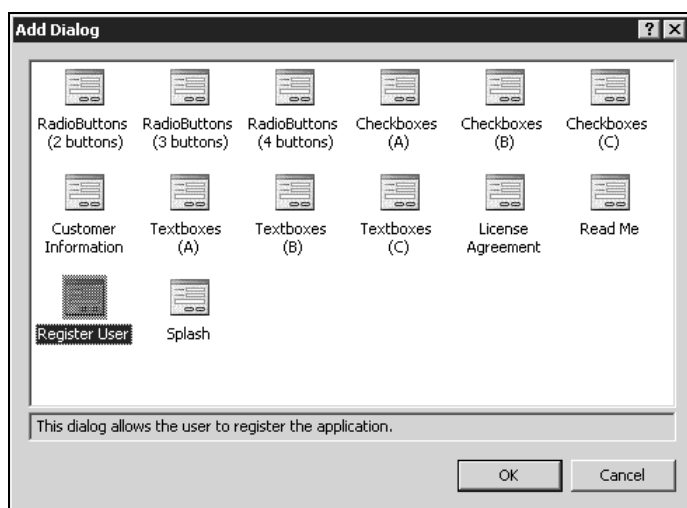 Add Dialog
RadioButtons RadioButtons RadioButtons Checkboxes Checkboxes Checkboxes
(2 buttons) (3 buttons) (4 buttons) (A) (B) (C)
Customer Textboxes Textboxes Textboxes License Read Me
Information (A) (B) (C) Agreement
Register User Splash
This dialog allows the user to register the application.
OK Cancel